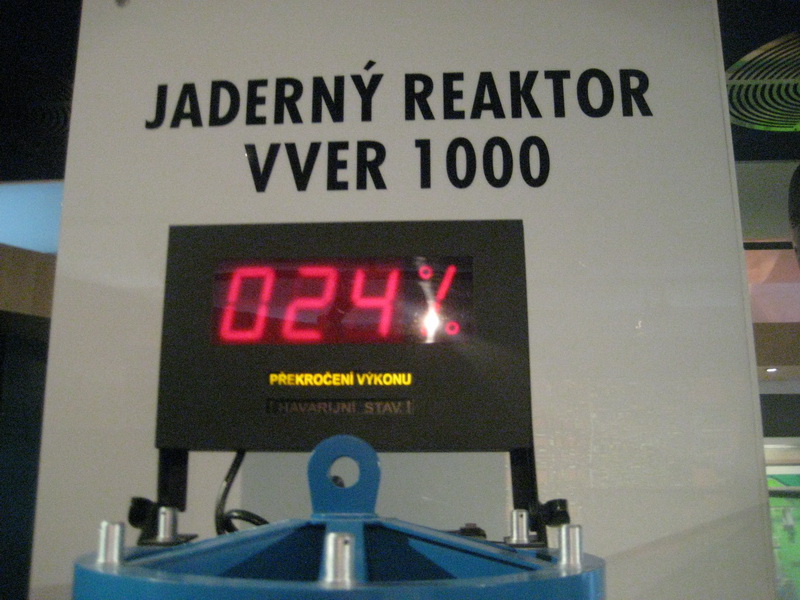 JADERNÝ REAKTOR
VVER 1000
024%
PŘEKROČENÍ VÝKONU
HAVARIJNÍ STAV!